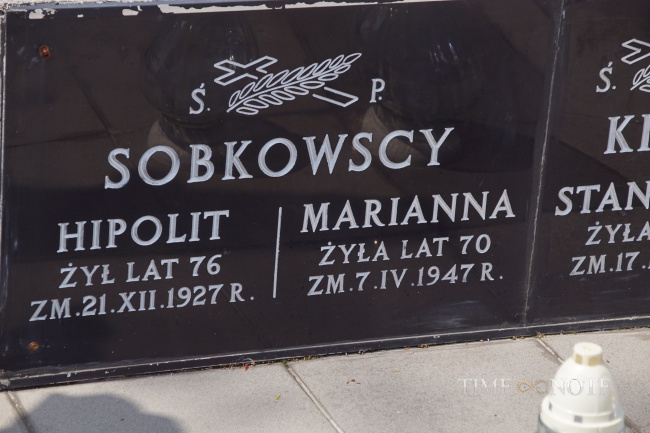 Ś. P.
SOBKOWSCY
HIPOLIT
ŻYŁ LAT 76
ZM.21.XII.1927 R.
MARIANNA
ŻYŁA LAT 70
ZM.7.IV.1947 R.
Ś.
STAN
ŻYŁA
ZM.17.
TIME NOTE